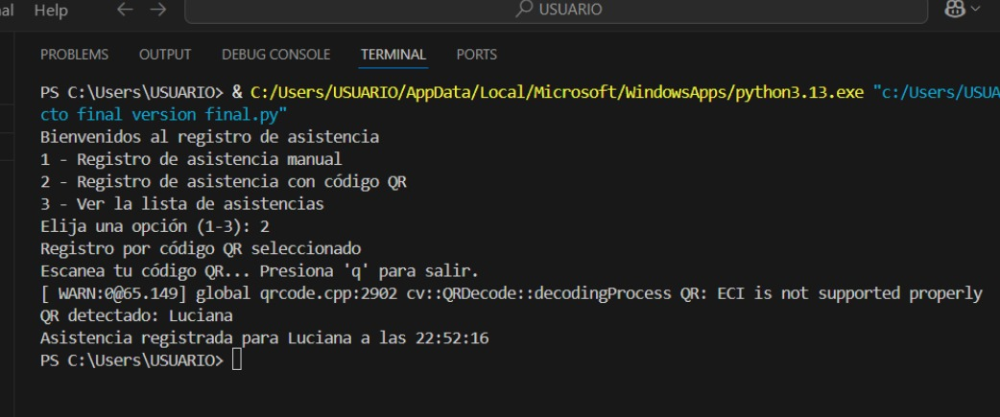 Help
USUARIO
PROBLEMS OUTPUT DEBUG CONSOLE TERMINAL PORTS
PS C:\Users\USUARIO> & C:/Users/USUARIO/AppData/Local/Microsoft/WindowsApps/python3.13.exe "c:/Users/USUA
cto final version final.py"
Bienvenidos al registro de asistencia
1 - Registro de asistencia manual
2 - Registro de asistencia con código QR
3 - Ver la lista de asistencias
Elija una opción (1-3): 2
Registro por código QR seleccionado
Escanea tu código QR... Presiona 'q' para salir.
[ WARN:0@65.149] global qrcode.cpp:2902 cv::QRDecode::decodingProcess QR: ECI is not supported properly
QR detectado: Luciana
Asistencia registrada para Luciana a las 22:52:16
PS C:\Users\USUARIO>